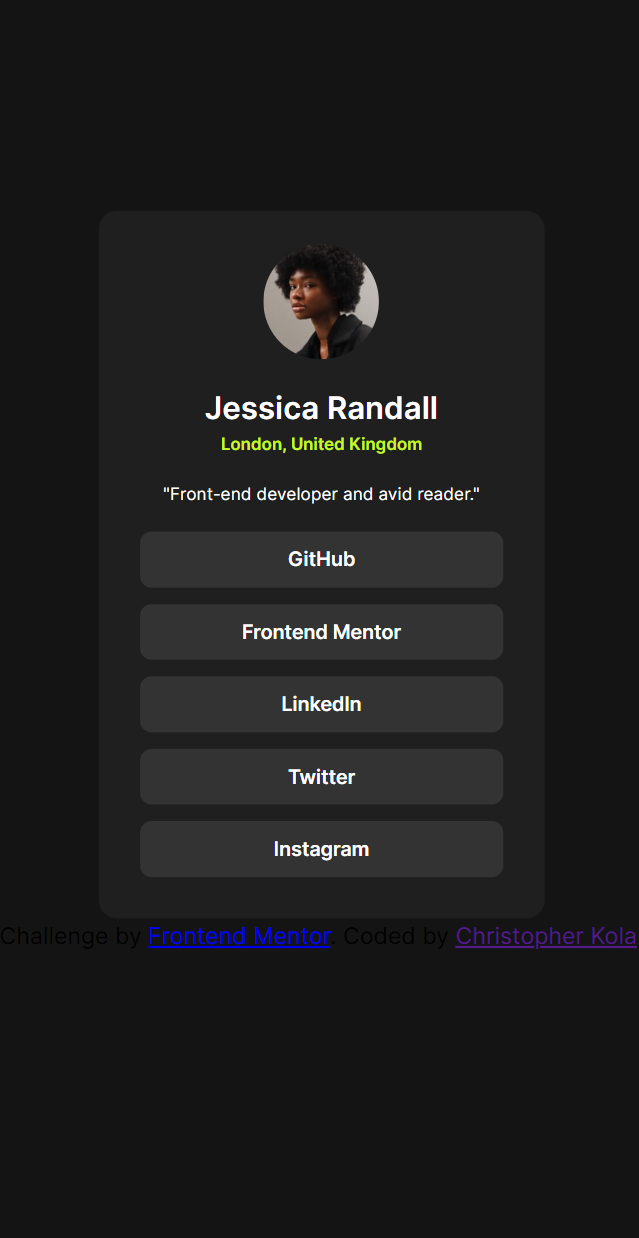 Jessica Randall
London, United Kingdom
"Front-end developer and avid reader."
GitHub
Frontend Mentor
LinkedIn
Twitter
Instagram
Challenge by Frontend Mentor. Coded by Christopher Kola